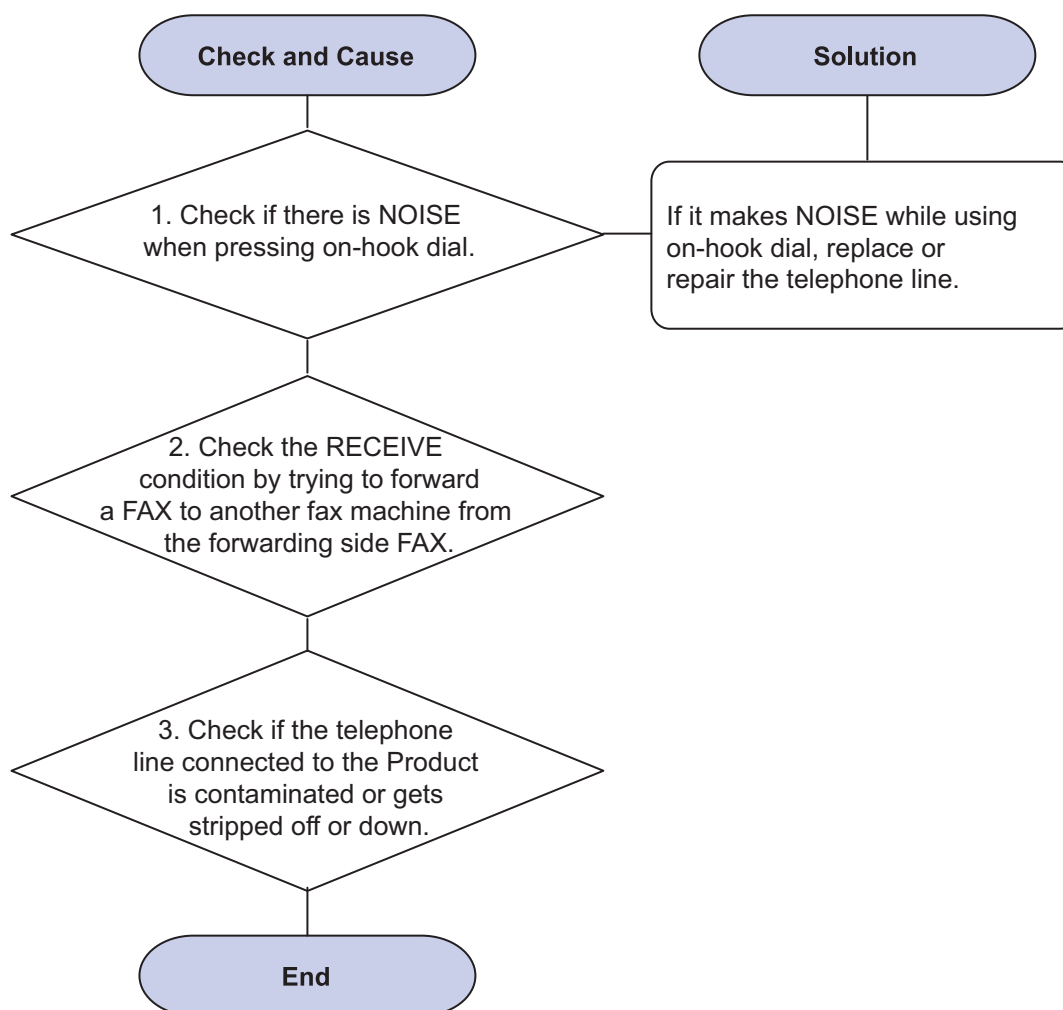 Check and Cause
Solution
1. Check if there is NOISE
when pressing on-hook dial.
If it makes NOISE while using
on-hook dial, replace or
repair the telephone line.
2. Check the RECEIVE
condition by trying to forward
a FAX to another fax machine from
the forwarding side FAX.
3. Check if the telephone
line connected to the Product
is contaminated or gets
stripped off or down.
End